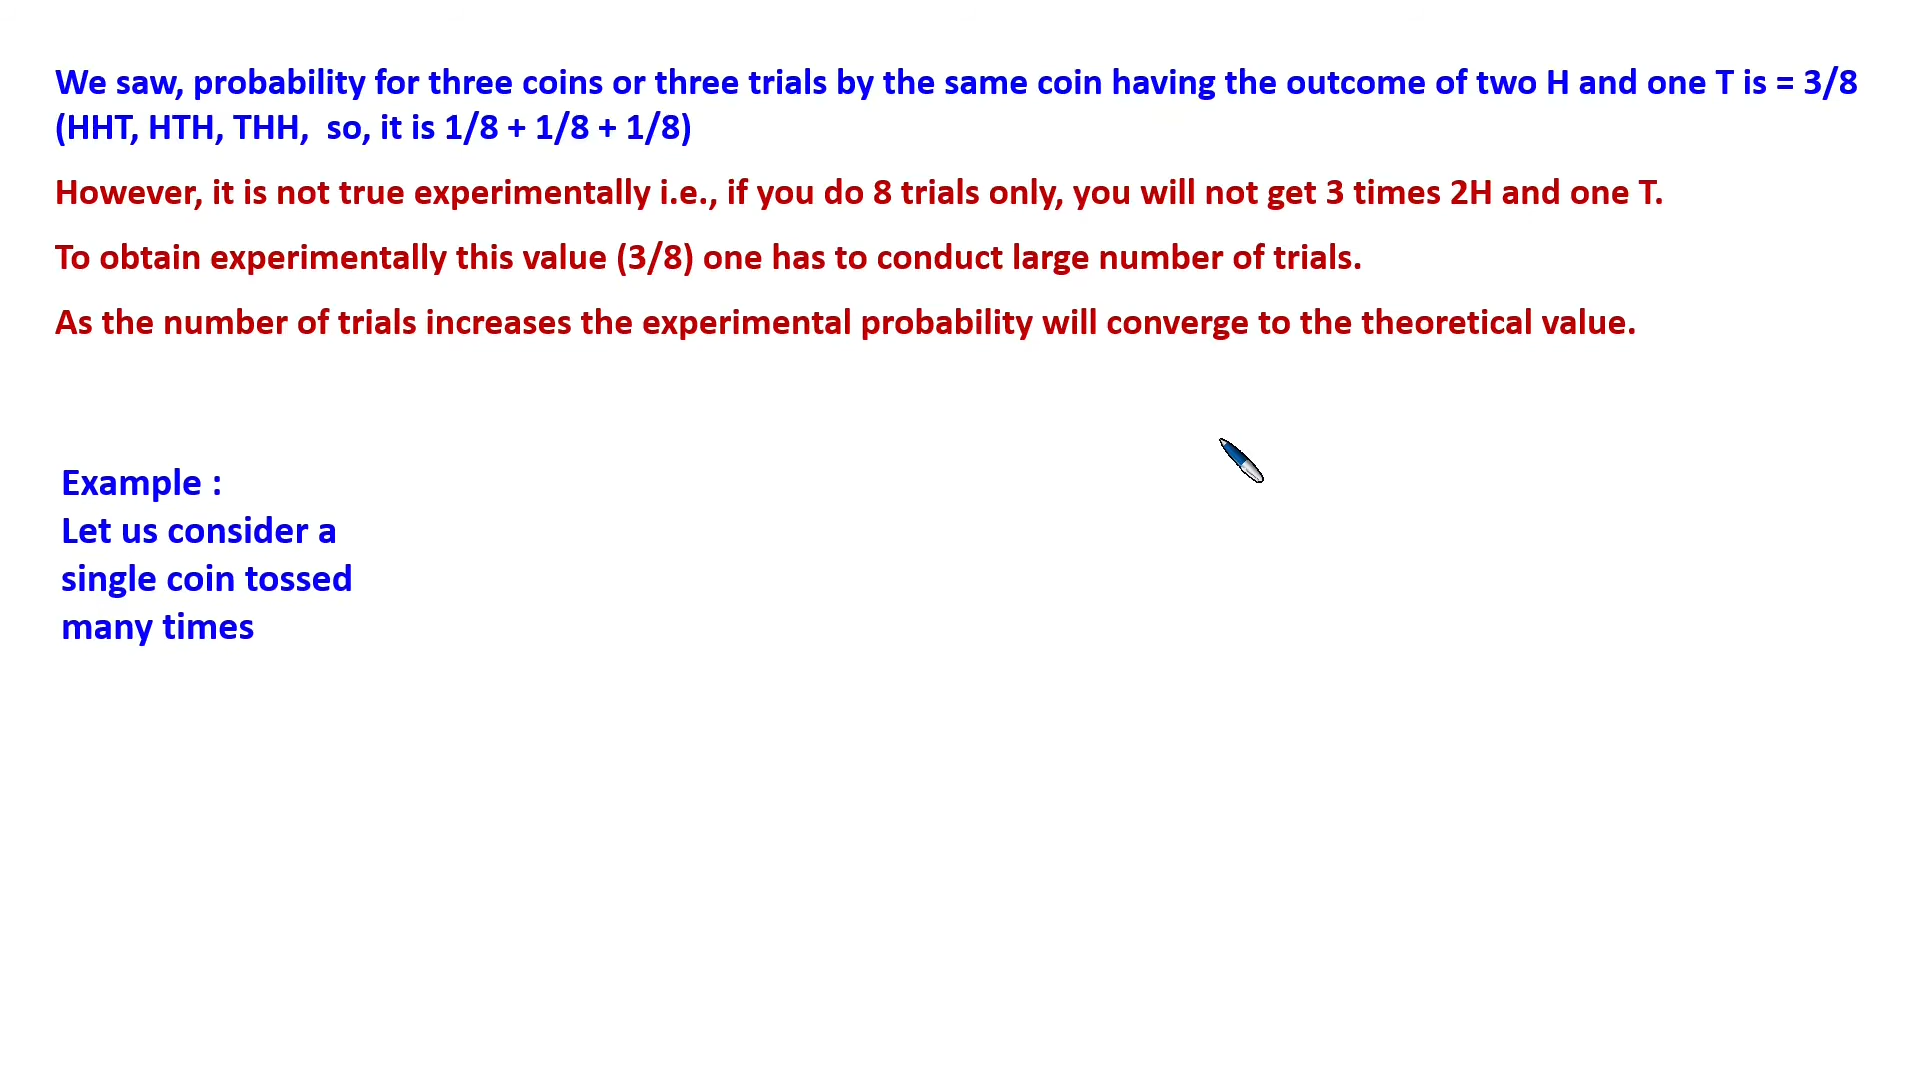 We saw, probability for three coins or three trials by the same coin having the outcome of two H and one T is = 3/8
(HHT, HTH, THH,  so, it is 1/8 + 1/8 + 1/8)
However, it is not true experimentally i.e., if you do 8 trials only, you will not get 3 times 2H and one T.
To obtain experimentally this value (3/8) one has to conduct large number of trials.
As the number of trials increases the experimental probability will converge to the theoretical value.
Example :
Let us consider a
single coin tossed
many times